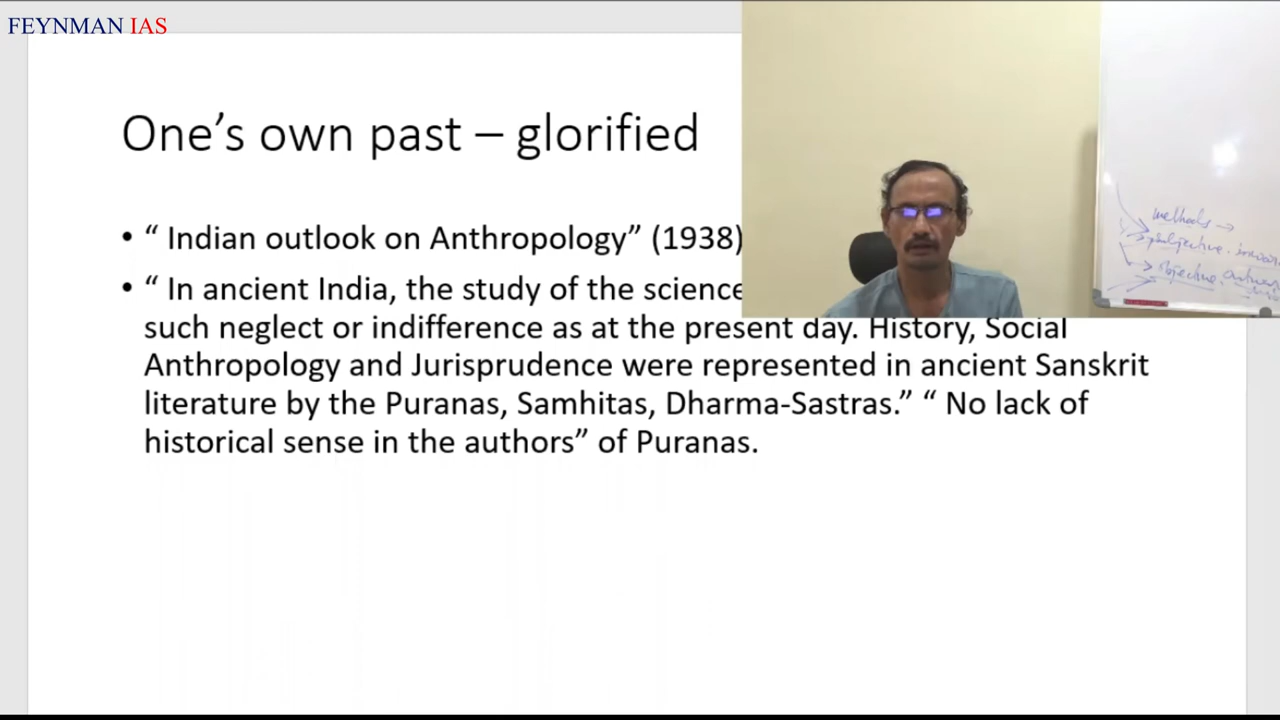 FEYNMAN IAS
One’s own past – glorified
• “ Indian outlook on Anthropology” (1938)
• “ In ancient India, the study of the science
such neglect or indifference as at the present day. History, Social
Anthropology and Jurisprudence were represented in ancient Sanskrit
literature by the Puranas, Samhitas, Dharma-Sastras.” “ No lack of
historical sense in the authors” of Puranas.
methods →